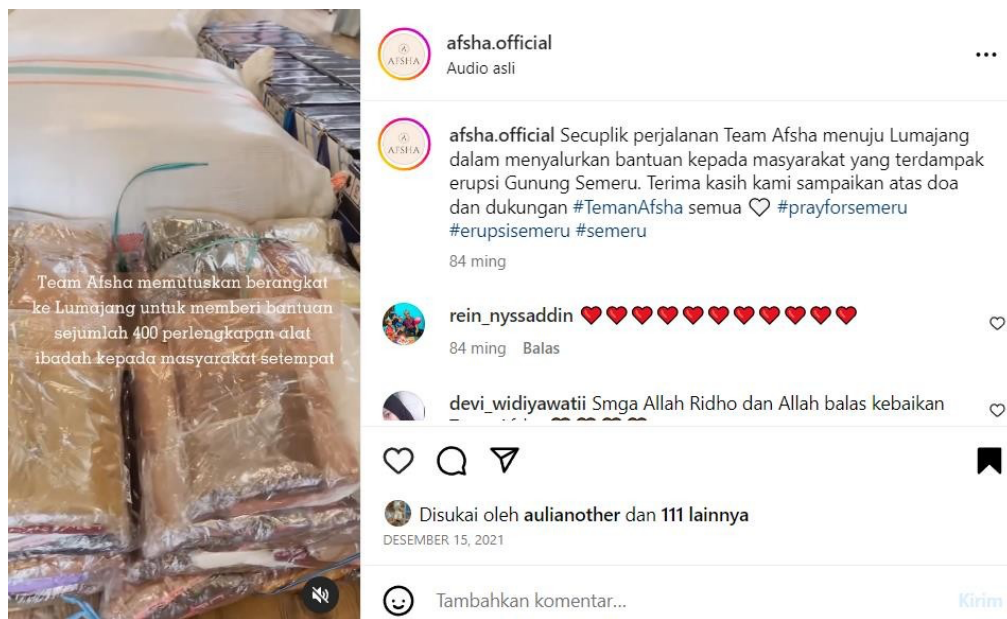 Team Afsha memutuskan berangkat
ke Lumajang untuk memberi bantuan
sejumlah 400 perlengkapan alat
ibadah kepada masyarakat setempat
AFSHA
afsha.official
Audio asli
AFSHA
afsha.official Secuplik perjalanan Team Afsha menuju Lumajang
dalam menyalurkan bantuan kepada masyarakat yang terdampak
erupsi Gunung Semeru. Terima kasih kami sampaikan atas doa
dan dukungan #TemanAfsha semua ♡ #prayforsemeru
#erupsisemeru #semeru
84 ming
rein_nyssaddin ❤❤❤❤❤❤❤❤❤❤
84 ming Balas
devi_widiyawatii Smga Allah Ridho dan Allah balas kebaikan
Disukai oleh aulianother dan 111 lainnya
DESEMBER 15, 2021
Tambahkan komentar...
Kirim